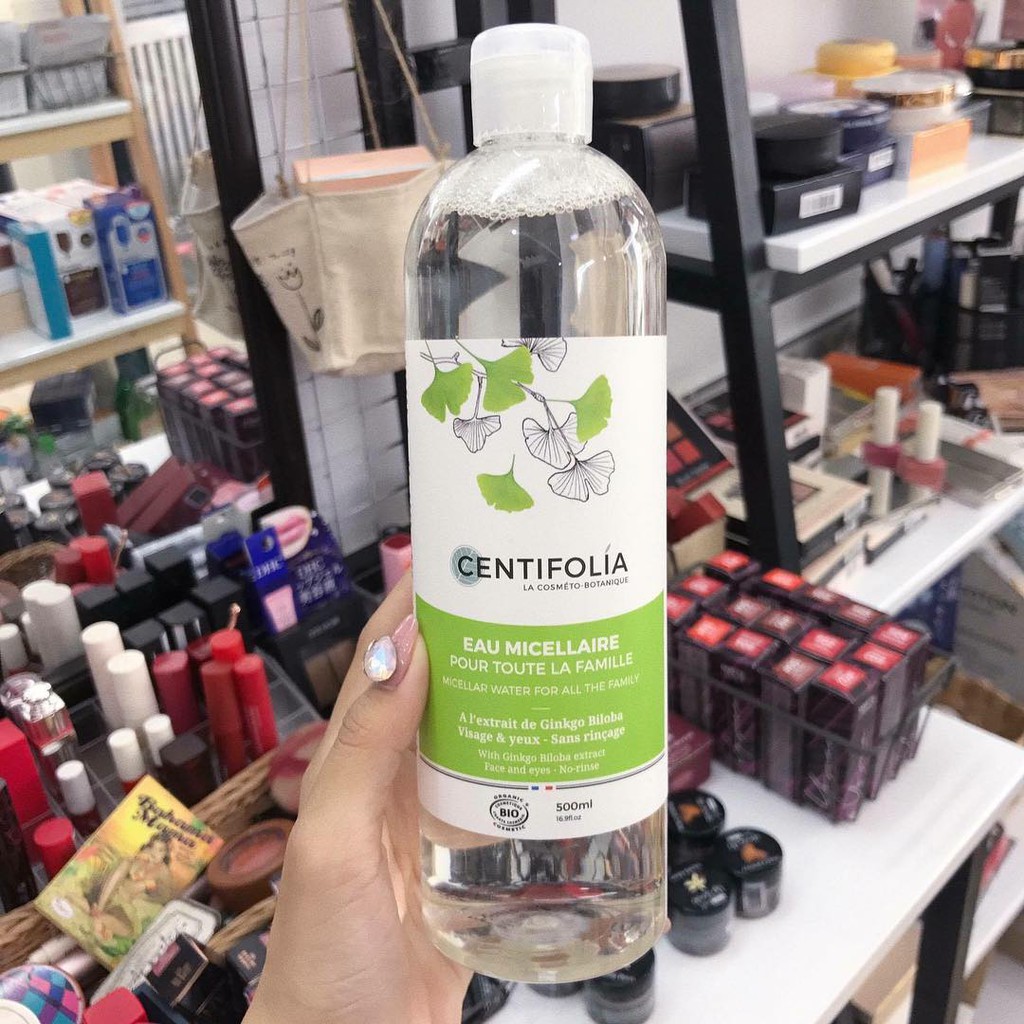 CENTIFOLIA
LA COSMÉTO-BOTANIQUE
EAU MICELLAIRE
POUR TOUTE LA FAMILLE
MICELLAR WATER FOR ALL THE FAMILY
A l'extrait de Ginkgo Biloba
Visage & yeux - Sans rinçage
With Ginkgo Biloba extract
Face and eyes - No-rinse
BIO
500ml
16.9fl.oz
DHC